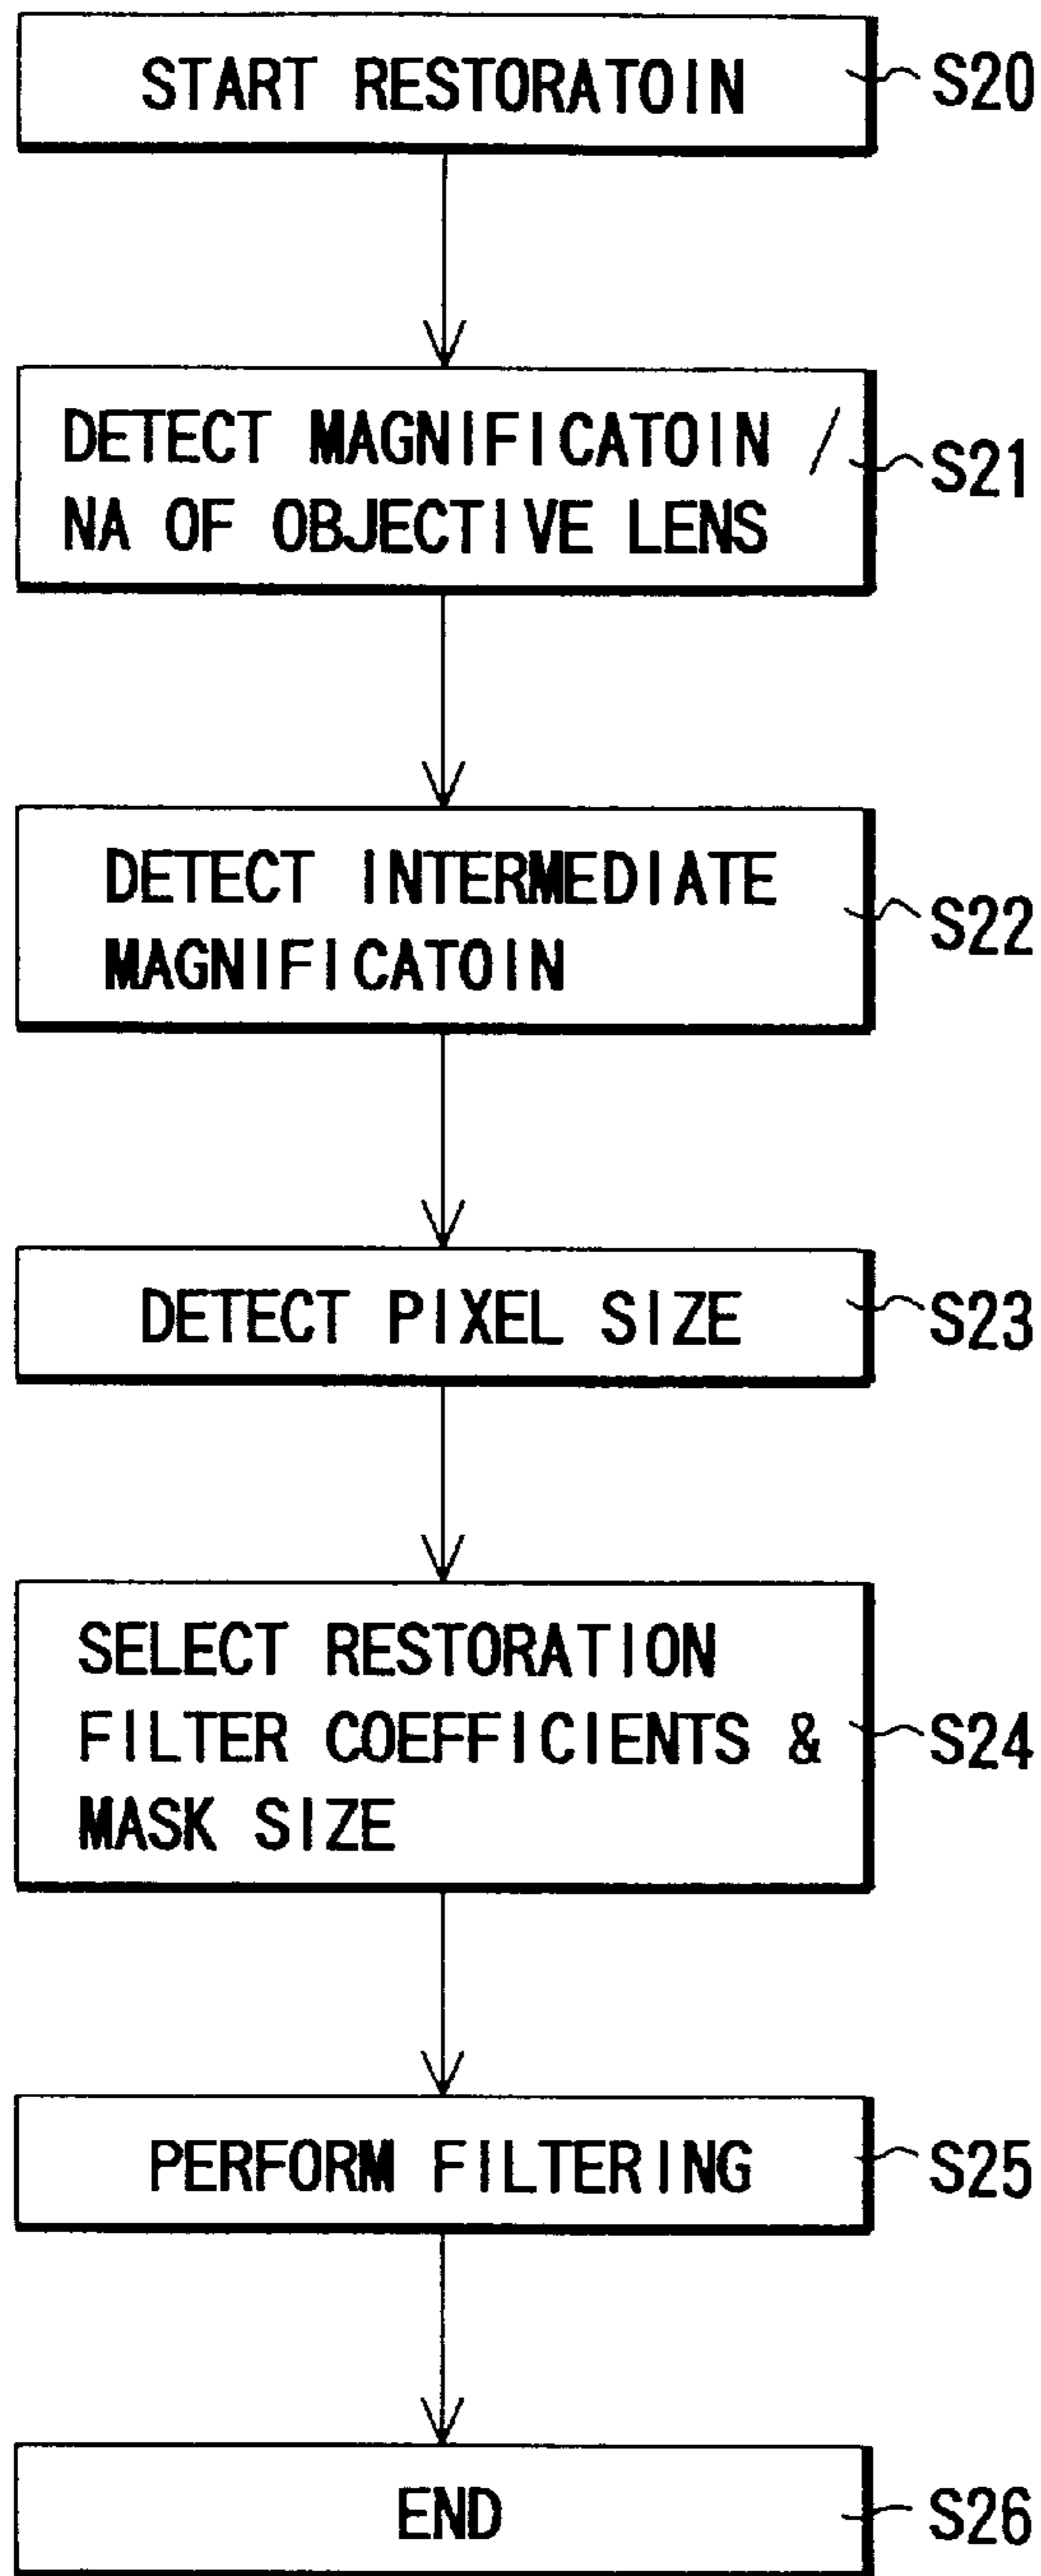 START RESTORATOIN
S20
DETECT MAGNIFICATOIN /
NA OF OBJECTIVE LENS
S21
DETECT INTERMEDIATE
MAGNIFICATOIN
S22
DETECT PIXEL SIZE
S23
SELECT RESTORATION
FILTER COEFFICIENTS &
MASK SIZE
S24
PERFORM FILTERING
S25
END
S26